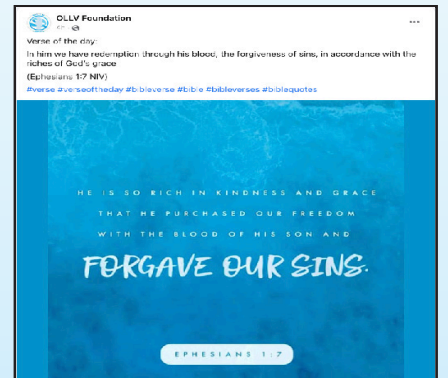 OLLV Foundation
Verse of the day:
In him we have redemption through his blood, the forgiveness of sins, in accordance with the
riches of God's grace
(Ephesians 1:7 NIV)
#verse #verseoftheday #bibleverse #bible #bibleverses #biblequotes
HE IS SO RICH IN KINDNESS AND GRACE
THAT HE PURCHASED OUR FREEDOM
WITH THE BLOOD OF HIS SON AND
FORGAVE OUR SINS.
EPHESIANS 1:7